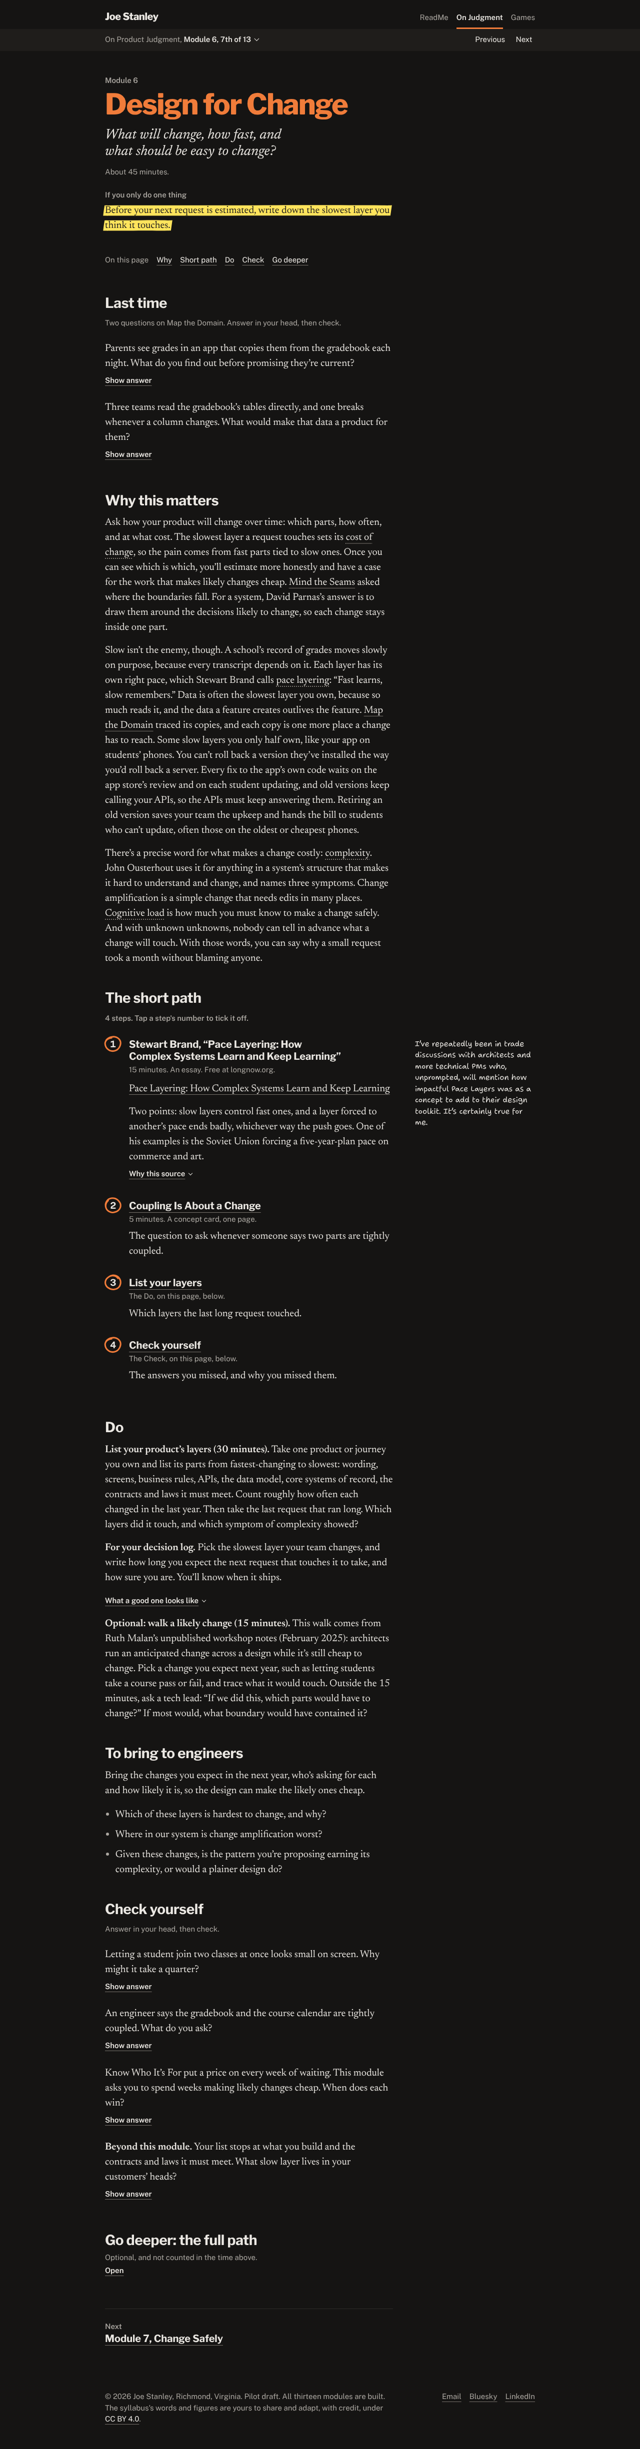 Joe Stanley
ReadMe On Judgment Games
On Product Judgment, Module 6, 7th of 13
Previous Next
Module 6
Design for Change
What will change, how fast, and
what should be easy to change?
About 45 minutes.
If you only do one thing
Before your next request is estimated, write down the slowest layer you
think it touches.
On this page Why Short path Do Check Go deeper
Last time
Two questions on Map the Domain. Answer in your head, then check.
Parents see grades in an app that copies them from the gradebook each
night. What do you find out before promising they’re current?
Show answer
Three teams read the gradebook’s tables directly, and one breaks
whenever a column changes. What would make that data a product for
them?
Show answer
Why this matters
Ask how your product will change over time: which parts, how often,
and at what cost. The slowest layer a request touches sets its cost of
change, so the pain comes from fast parts tied to slow ones. Once you
can see which is which, you’ll estimate more honestly and have a case
for the work that makes likely changes cheap. Mind the Seams asked
where the boundaries fall. For a system, David Parnas’s answer is to
draw them around the decisions likely to change, so each change stays
inside one part.
Slow isn’t the enemy, though. A school’s record of grades moves slowly
on purpose, because every transcript depends on it. Each layer has its
own right pace, which Stewart Brand calls pace layering: “Fast learns,
slow remembers.” Data is often the slowest layer you own, because so
much reads it, and the data a feature creates outlives the feature. Map
the Domain traced its copies, and each copy is one more place a change
has to reach. Some slow layers you only half own, like your app on
students’ phones. You can’t roll back a version they’ve installed the way
you’d roll back a server. Every fix to the app’s own code waits on the
app store’s review and on each student updating, and old versions keep
calling your APIs, so the APIs must keep answering them. Retiring an
old version saves your team the upkeep and hands the bill to students
who can’t update, often those on the oldest or cheapest phones.
There’s a precise word for what makes a change costly: complexity.
John Ousterhout uses it for anything in a system’s structure that makes
it hard to understand and change, and names three symptoms. Change
amplification is a simple change that needs edits in many places.
Cognitive load is how much you must know to make a change safely.
And with unknown unknowns, nobody can tell in advance what a
change will touch. With those words, you can say why a small request
took a month without blaming anyone.
The short path
4 steps. Tap a step’s number to tick it off.
1
Stewart Brand, “Pace Layering: How
Complex Systems Learn and Keep Learning”
15 minutes. An essay. Free at longnow.org.
Pace Layering: How Complex Systems Learn and Keep Learning
Two points: slow layers control fast ones, and a layer forced to
another’s pace ends badly, whichever way the push goes. One of
his examples is the Soviet Union forcing a five-year-plan pace on
commerce and art.
Why this source
I’ve repeatedly been in trade
discussions with architects and
more technical PMs who,
unprompted, will mention how
impactful Pace Layers was as a
concept to add to their design
toolkit. It’s certainly true for
me.
2
Coupling Is About a Change
5 minutes. A concept card, one page.
The question to ask whenever someone says two parts are tightly
coupled.
3
List your layers
The Do, on this page, below.
Which layers the last long request touched.
4
Check yourself
The Check, on this page, below.
The answers you missed, and why you missed them.
Do
List your product’s layers (30 minutes). Take one product or journey
you own and list its parts from fastest-changing to slowest: wording,
screens, business rules, APIs, the data model, core systems of record, the
contracts and laws it must meet. Count roughly how often each
changed in the last year. Then take the last request that ran long. Which
layers did it touch, and which symptom of complexity showed?
For your decision log. Pick the slowest layer your team changes, and
write how long you expect the next request that touches it to take, and
how sure you are. You’ll know when it ships.
What a good one looks like
Optional: walk a likely change (15 minutes). This walk comes from
Ruth Malan’s unpublished workshop notes (February 2025): architects
run an anticipated change across a design while it’s still cheap to
change. Pick a change you expect next year, such as letting students
take a course pass or fail, and trace what it would touch. Outside the 15
minutes, ask a tech lead: “If we did this, which parts would have to
change?” If most would, what boundary would have contained it?
To bring to engineers
Bring the changes you expect in the next year, who’s asking for each
and how likely it is, so the design can make the likely ones cheap.
• Which of these layers is hardest to change, and why?
• Where in our system is change amplification worst?
• Given these changes, is the pattern you’re proposing earning its
complexity, or would a plainer design do?
Check yourself
Answer in your head, then check.
Letting a student join two classes at once looks small on screen. Why
might it take a quarter?
Show answer
An engineer says the gradebook and the course calendar are tightly
coupled. What do you ask?
Show answer
Know Who It’s For put a price on every week of waiting. This module
asks you to spend weeks making likely changes cheap. When does each
win?
Show answer
Beyond this module. Your list stops at what you build and the
contracts and laws it must meet. What slow layer lives in your
customers’ heads?
Show answer
Go deeper: the full path
Optional, and not counted in the time above.
Open
Next
Module 7, Change Safely
© 2026 Joe Stanley, Richmond, Virginia. Pilot draft. All thirteen modules are built.
The syllabus’s words and figures are yours to share and adapt, with credit, under
CC BY 4.0.
Email Bluesky LinkedIn